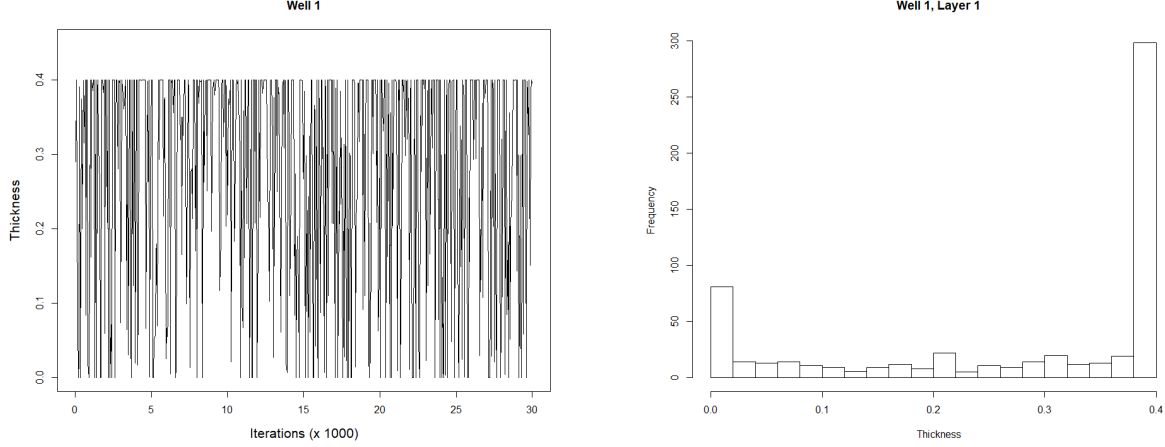 Well 1
Thickness
0.4
0.3
0.2
0.1
0.0
0 5 10 15 20 25 30
Iterations (x 1000)
Well 1, Layer 1
Frequency
300
250
200
150
100
50
0
0.0 0.1 0.2 0.3 0.4
Thickness